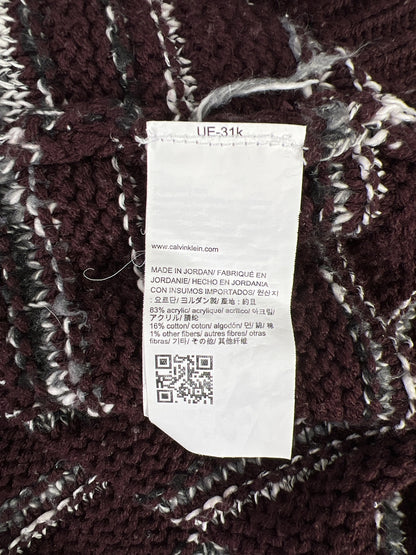 UE-31k
www.calvinklein.com
MADE IN JORDAN/ FABRIQUÉ EN
JORDANIE/ HECHO EN JORDANIA
CON INSUMOS IMPORTADOS/ 원산지
: 요르단/ ヨルダン製/ 產地 : 約旦
83% acrylic/ acrylique/ acrílico/ 아크릴/
アクリル/ 腈纶
16% cotton/ coton/ algodón/ 면/ 綿/ 棉
1% other fibers/ autres fibres/ otras
fibras/ 기타/ その他/ 其他纤维